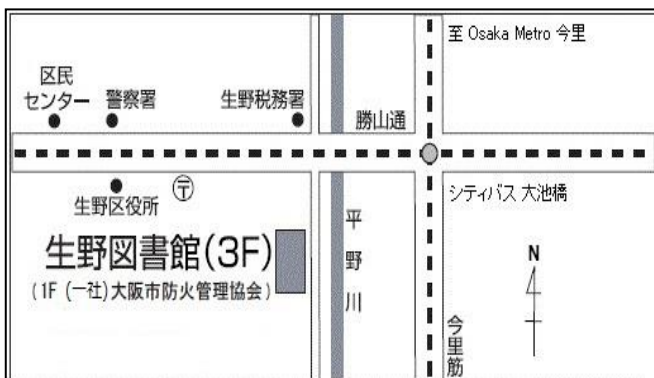 至 Osaka Metro 今里
区民
センター
警察署
生野税務署
勝山通
生野区役所
〒
シティバス 大池橋
生野図書館(3F)
(1F (一社)大阪市防火管理協会)
平野川
N
今里筋